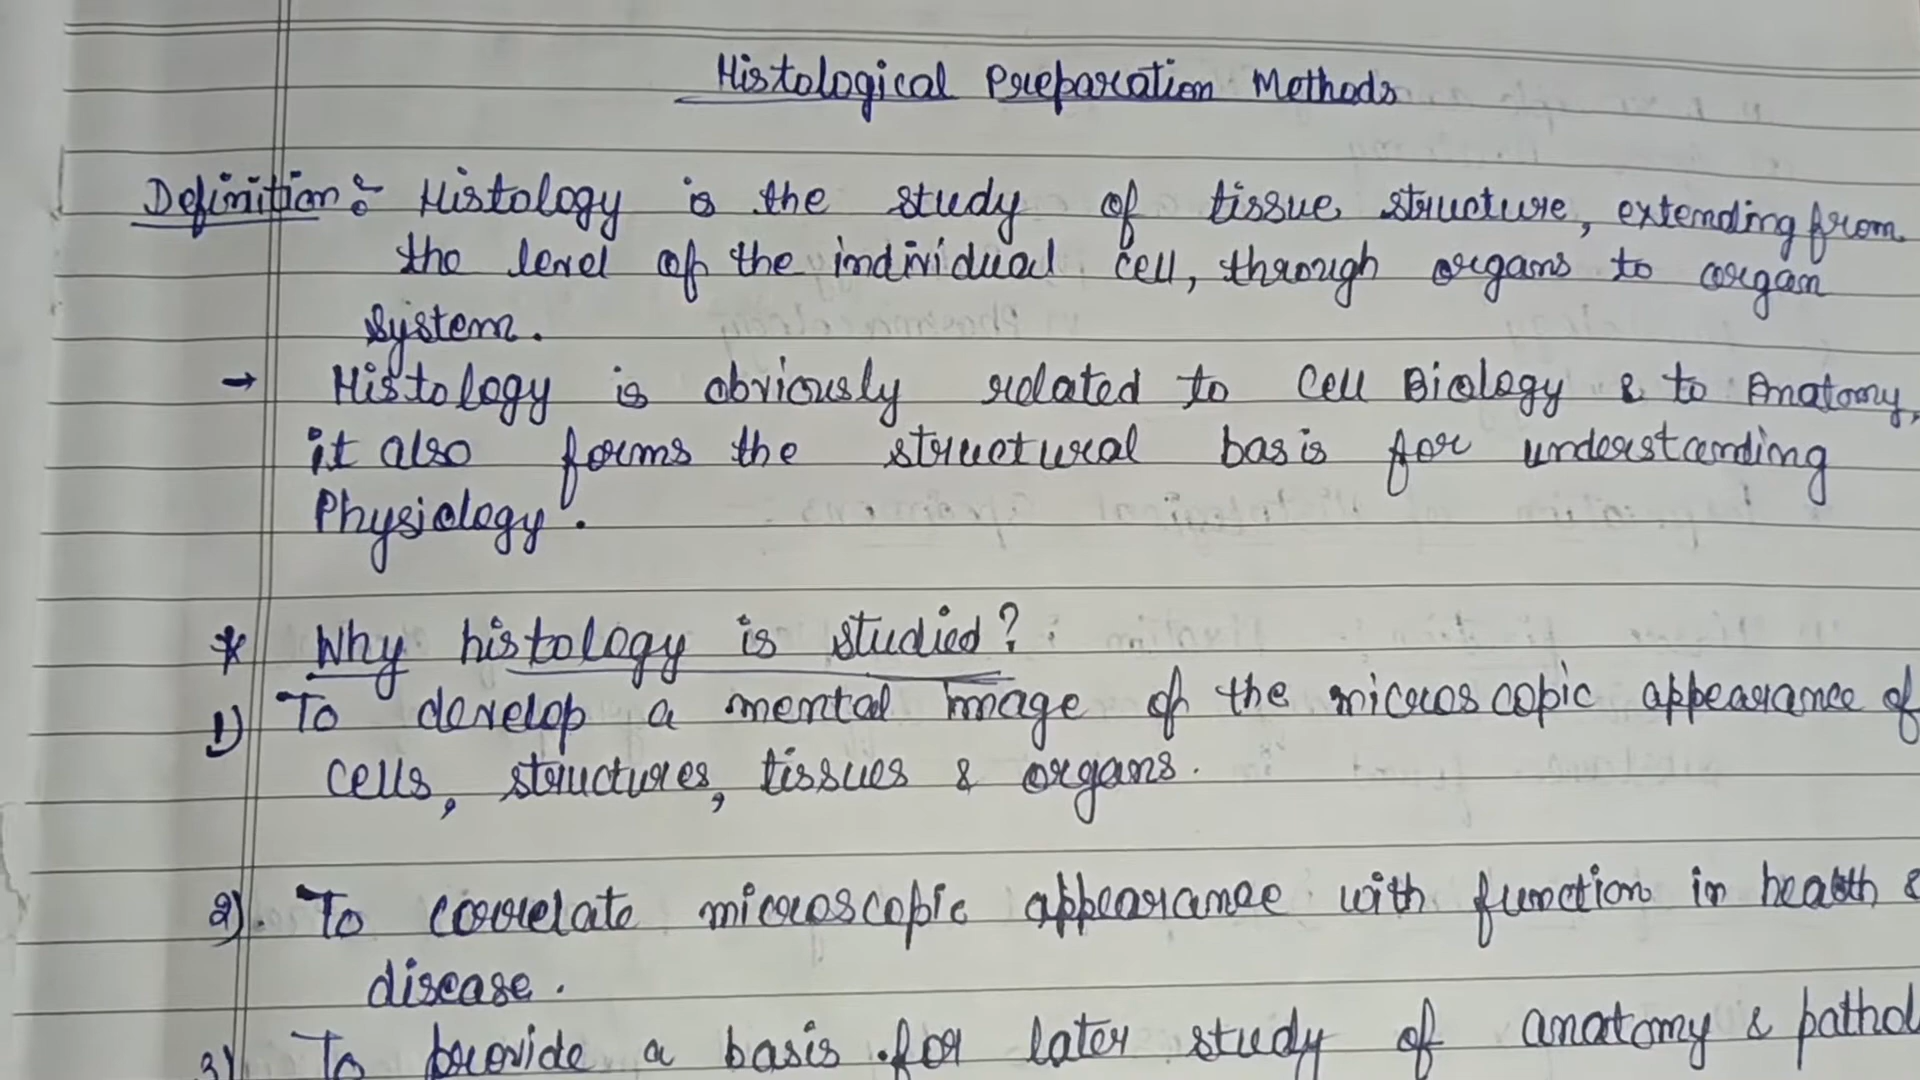 Histological Preparation Methods
Definition:- Histology is the study of tissue structure, extending from
the level of the individual cell, through organs to organ
system.
→ Histology is obviously related to Cell Biology & to Anatomy,
it also forms the structural basis for understanding
Physiology.
* Why histology is studied?
1) To develop a mental image of the microscopic appearance of
cells, structures, tissues & organs.
2). To correlate microscopic appearance with function in health &
disease.
3) To provide a basis for later study of anatomy & pathol